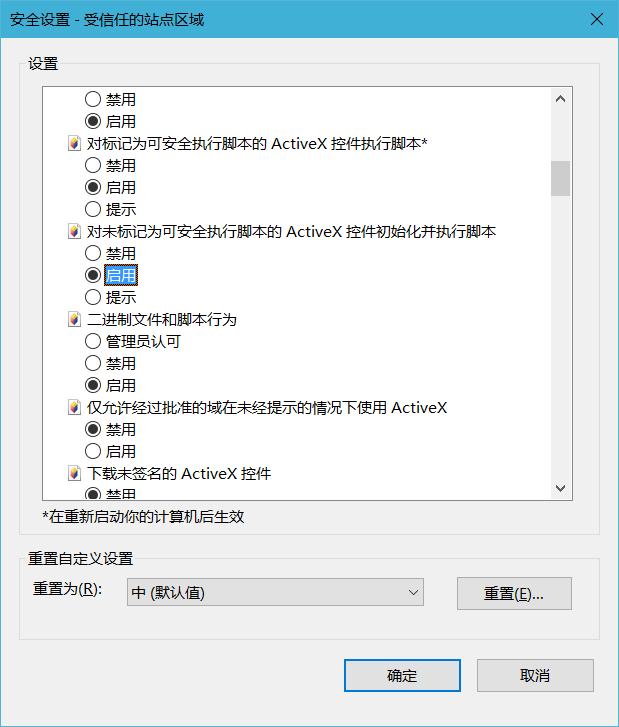 安全设置 - 受信任的站点区域
设置
禁用
启用
对标记为可安全执行脚本的 ActiveX 控件执行脚本*
禁用
启用
提示
对未标记为可安全执行脚本的 ActiveX 控件初始化并执行脚本
禁用
启用
提示
二进制文件和脚本行为
管理员认可
禁用
启用
仅允许经过批准的域在未经提示的情况下使用 ActiveX
禁用
启用
下载未签名的 ActiveX 控件
禁用
*在重新启动你的计算机后生效
重置自定义设置
重置为(R): 中 (默认值) 重置(E)...
确定 取消